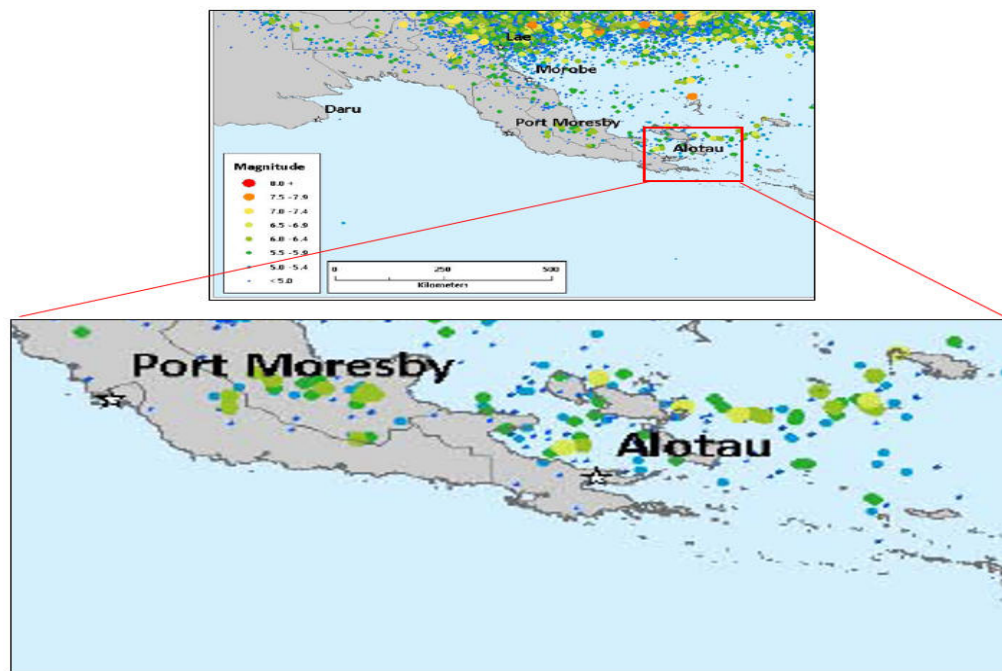 Lae
Morobe
Daru
Port Moresby
Alotau
Magnitude
8.0 +
7.5 - 7.9
7.0 - 7.4
6.5 - 6.9
6.0 - 6.4
5.5 - 5.9
5.0 - 5.4
< 5.0
0 250 500
Kilometers
Port Moresby
Alotau